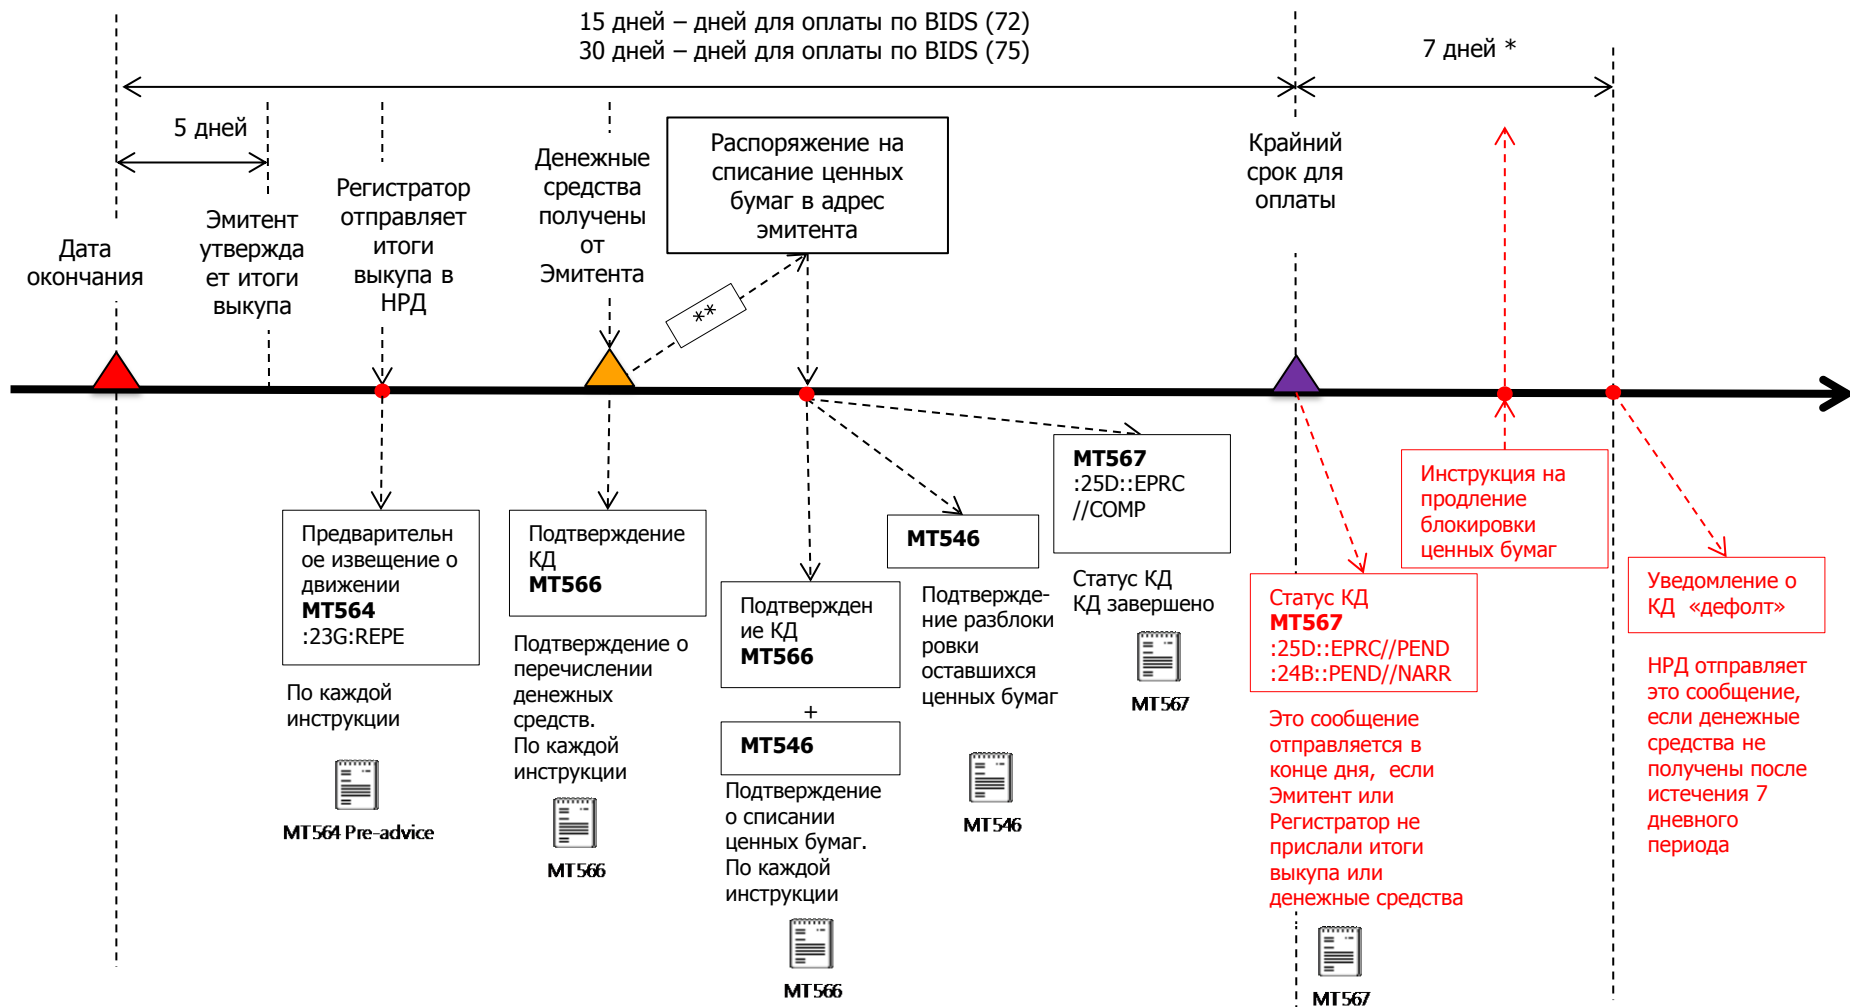 15 дней – дней для оплаты по BIDS (72)
30 дней – дней для оплаты по BIDS (75)
7 дней *
5 дней
Дата
окончания
Эмитент
утвержда
ет итоги
выкупа
Регистратор
отправляет
итоги
выкупа в
НРД
Денежные
средства
получены
от
Эмитента
**
Распоряжение на
списание ценных
бумаг в адрес
эмитента
Крайний
срок для
оплаты
Предварительн
ое извещение о
движении
MT564
:23G:REPE
По каждой
инструкции
MT564 Pre-advice
Подтверждение
КД
MT566
Подтверждение о
перечислении
денежных
средств.
По каждой
инструкции
MT566
Подтвержден
ие КД
MT566
+
MT546
Подтверждение
о списании
ценных бумаг.
По каждой
инструкции
MT566
MT546
Подтвержде-
ние разблоки
ровки
оставшихся
ценных бумаг
MT546
MT567
:25D::EPRC
//COMP
Статус КД
КД завершено
MT567
Статус КД
MT567
:25D::EPRC//PEND
:24B::PEND//NARR
Это сообщение
отправляется в
конце дня, если
Эмитент или
Регистратор не
прислали итоги
выкупа или
денежные средства
MT567
Инструкция на
продление
блокировки
ценных бумаг
Уведомление о
КД «дефолт»
НРД отправляет
это сообщение,
если денежные
средства не
получены после
истечения 7
дневного
периода